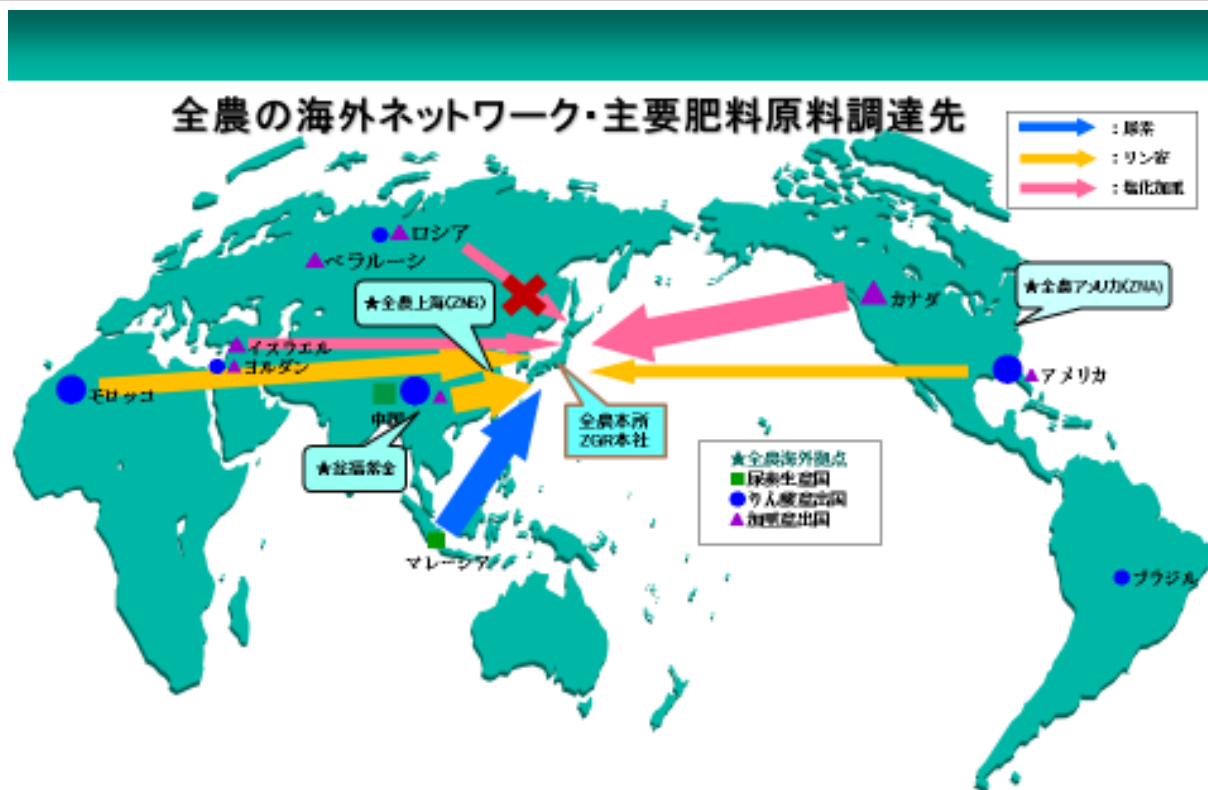 全農の海外ネットワーク・主要肥料原料調達先
：尿素
：リン安
：塩化加里
ロシア
ベラルーシ
★全農上海(ZNS)
カナダ
★全農アメリカ(ZNA)
イスラエル
ヨルダン
モロッコ
アメリカ
中国
全農本所
ZGR本社
★全農海外拠点
尿素生産国
りん酸産出国
加里産出国
マレーシア
ブラジル